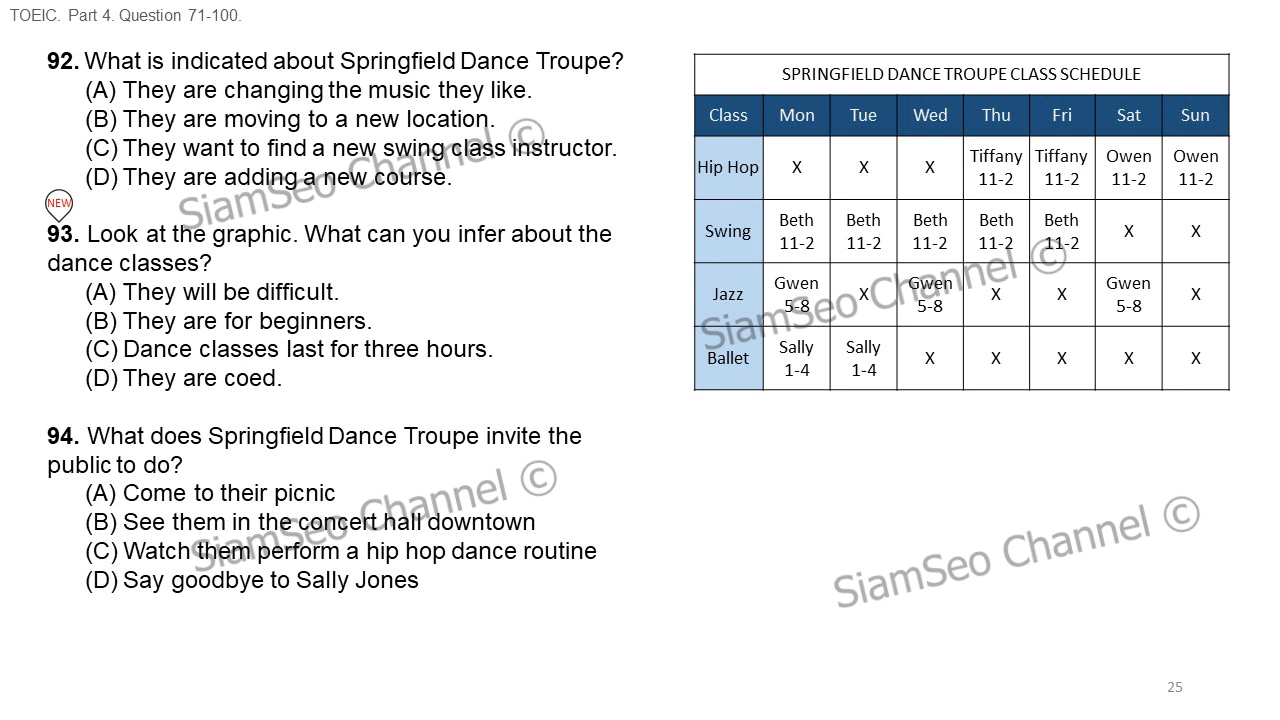 TOEIC. Part 4. Question 71-100.
92. What is indicated about Springfield Dance Troupe?
(A) They are changing the music they like.
(B) They are moving to a new location.
(C) They want to find a new swing class instructor.
(D) They are adding a new course.
NEW
93. Look at the graphic. What can you infer about the
dance classes?
(A) They will be difficult.
(B) They are for beginners.
(C) Dance classes last for three hours.
(D) They are coed.
94. What does Springfield Dance Troupe invite the
public to do?
(A) Come to their picnic
(B) See them in the concert hall downtown
(C) Watch them perform a hip hop dance routine
(D) Say goodbye to Sally Jones
SPRINGFIELD DANCE TROUPE CLASS SCHEDULE
Class Mon Tue Wed Thu Fri Sat Sun
Hip Hop X X X Tiffany 11-2 Tiffany 11-2 Owen 11-2 Owen 11-2
Swing Beth 11-2 Beth 11-2 Beth 11-2 Beth 11-2 Beth 11-2 X X
Jazz Gwen 5-8 X Gwen 5-8 X X Gwen 5-8 X
Ballet Sally 1-4 Sally 1-4 X X X X X
SiamSeo Channel ©
SiamSeo Channel ©
SiamSeo Channel ©
SiamSeo Channel ©
25